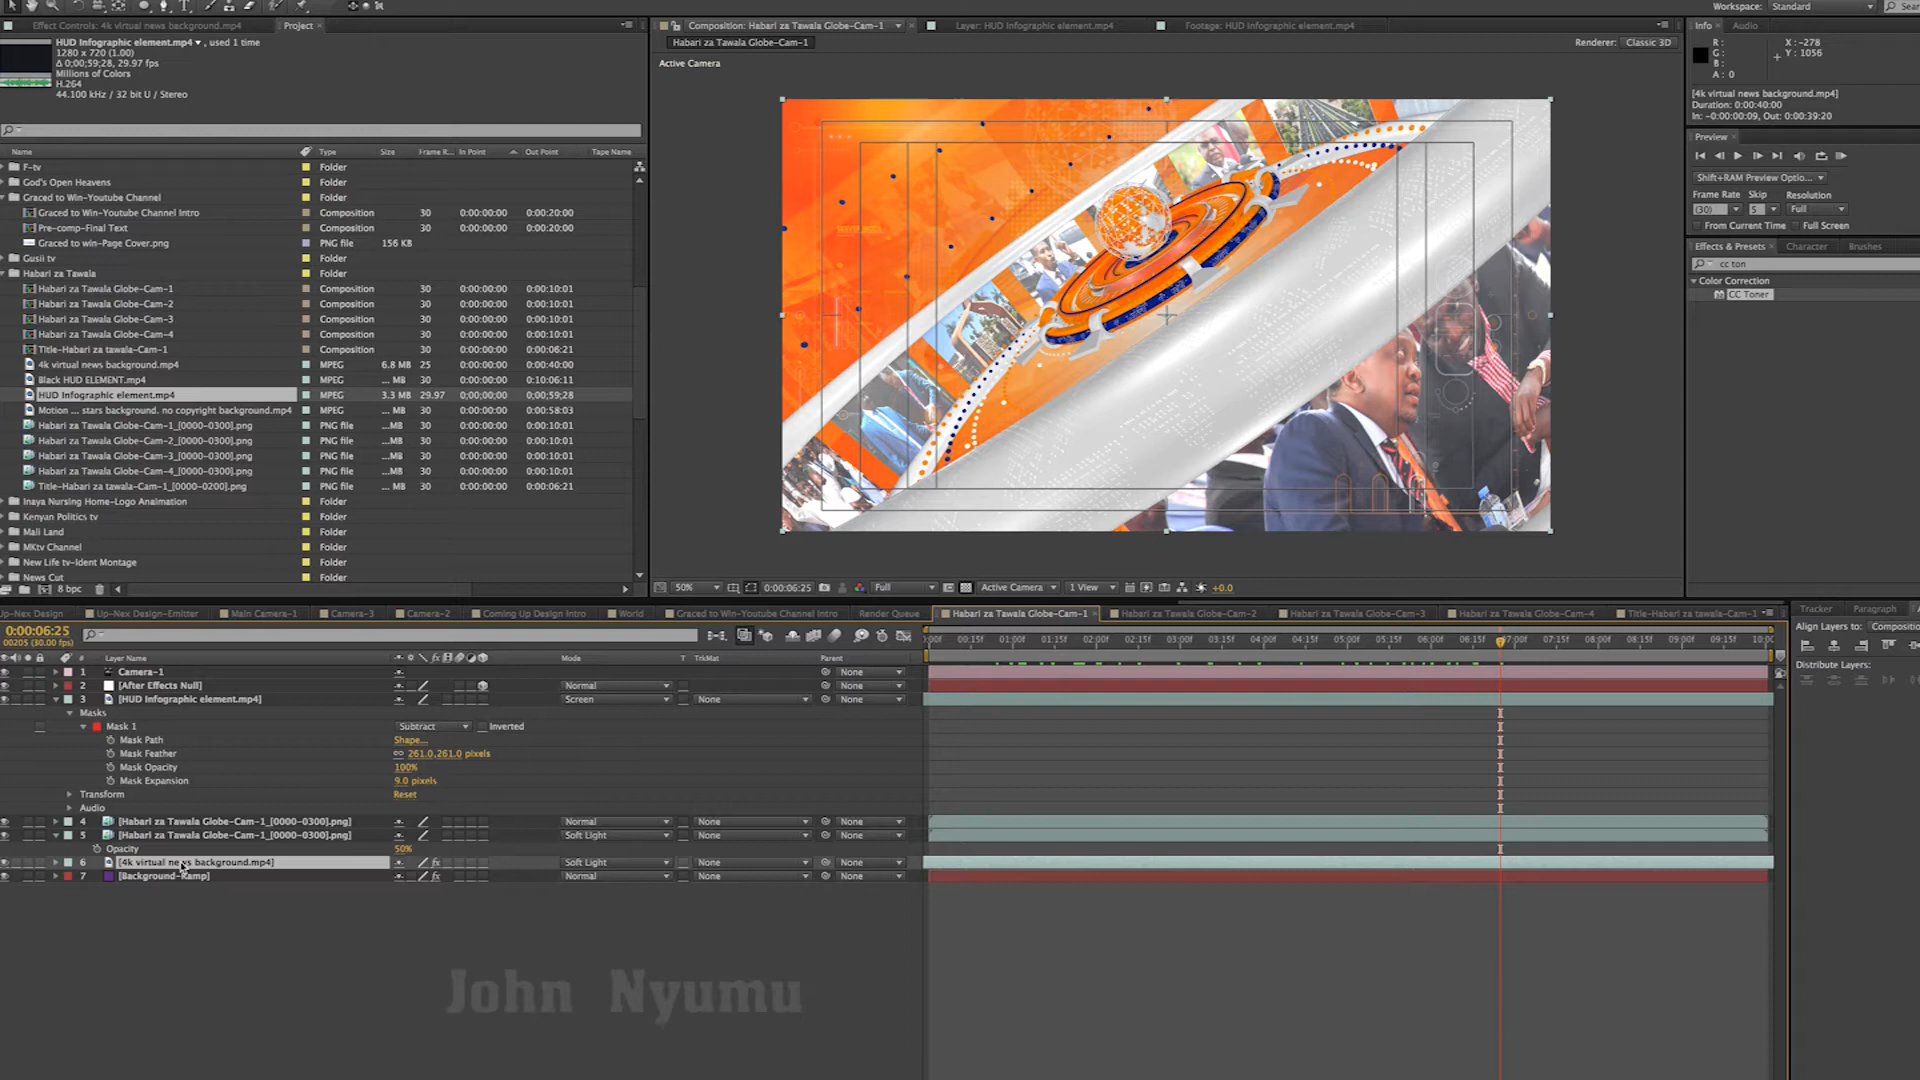 Effect Controls: 4k virtual news background.mp4
Project
HUD Infographic element.mp4 ▾ , used 1 time
1280 x 720 (1.00)
Δ 0;00;59;28, 29.97 fps
Millions of Colors
H.264
44.100 kHz / 32 bit U / Stereo
Name Type Size Frame R... In Point Out Point Tape Name
F-tv Folder
God's Open Heavens Folder
Graced to Win-Youtube Channel Folder
Graced to Win-Youtube Channel Intro Composition 30 0:00:00:00 0:00:20:00
Pre-comp-Final Text Composition 30 0:00:00:00 0:00:20:00
Graced to win-Page Cover.png PNG file 156 KB
Gusii tv Folder
Habari za Tawala Folder
Habari za Tawala Globe-Cam-1 Composition 30 0:00:00:00 0:00:10:01
Habari za Tawala Globe-Cam-2 Composition 30 0:00:00:00 0:00:10:01
Habari za Tawala Globe-Cam-3 Composition 30 0:00:00:00 0:00:10:01
Habari za Tawala Globe-Cam-4 Composition 30 0:00:00:00 0:00:10:01
Title-Habari za tawala-Cam-1 Composition 30 0:00:00:00 0:00:06:21
4k virtual news background.mp4 MPEG 6.8 MB 25 0:00:00:00 0:00:40:00
Black HUD ELEMENT.mp4 MPEG ... MB 30 0:00:00:00 0:10:06:11
HUD Infographic element.mp4 MPEG 3.3 MB 29.97 0;00;00;00 0;00;59;28
Motion ... stars background. no copyright background.mp4 MPEG ... MB 30 0:00:00:00 0:00:58:03
Habari za Tawala Globe-Cam-1_[0000-0300].png PNG file ...MB 30 0:00:00:00 0:00:10:01
Habari za Tawala Globe-Cam-2_[0000-0300].png PNG file ...MB 30 0:00:00:00 0:00:10:01
Habari za Tawala Globe-Cam-3_[0000-0300].png PNG file ...MB 30 0:00:00:00 0:00:10:01
Habari za Tawala Globe-Cam-4_[0000-0300].png PNG file ...MB 30 0:00:00:00 0:00:10:01
Title-Habari za tawala-Cam-1_[0000-0200].png PNG file ... MB 30 0:00:00:00 0:00:06:21
Inaya Nursing Home-Logo Anaimation Folder
Kenyan Politics tv Folder
Mali Land Folder
MKtv Channel Folder
New Life tv-Ident Montage Folder
News Cut Folder
8 bpc
Composition: Habari za Tawala Globe-Cam-1
Layer: HUD Infographic element.mp4
Footage: HUD Infographic element.mp4
Habari za Tawala Globe-Cam-1
Renderer: Classic 3D
Active Camera
50% 0:00:06:25 Full Active Camera 1 View +0.0
Workspace: Standard
Sear
Info Audio
R : X : -278
G : Y : 1056
B :
A : 0
[4k virtual news background.mp4]
Duration: 0:00:40:00
In: -0:00:00:09, Out: 0:00:39:20
Preview
Shift+RAM Preview Optio...
Frame Rate Skip Resolution
(30) 5 Full
From Current Time Full Screen
Effects & Presets Character Brushes
cc ton
Color Correction
CC Toner
Up-Nex Design Up-Nex Design-Emitter Main Camera-1 Camera-3 Camera-2 Coming Up Design Intro World Graced to Win-Youtube Channel Intro Render Queue Habari za Tawala Globe-Cam-1 Habari za Tawala Globe-Cam-2 Habari za Tawala Globe-Cam-3 Habari za Tawala Globe-Cam-4 Title-Habari za tawala-Cam-1
Tracker Paragraph
0:00:06:25
00205 (30.00 fps)
:00f 00:15f 01:00f 01:15f 02:00f 02:15f 03:00f 03:15f 04:00f 04:15f 05:00f 05:15f 06:00f 06:15f 07:00f 07:15f 08:00f 08:15f 09:00f 09:15f 10:0
Align Layers to: Composition
Distribute Layers:
Layer Name Mode T TrkMat Parent
1 Camera-1 None
2 [After Effects Null] Normal None
3 [HUD Infographic element.mp4] Screen None None
Masks
Mask 1 Subtract Inverted
Mask Path Shape...
Mask Feather 261.0,261.0 pixels
Mask Opacity 100%
Mask Expansion 9.0 pixels
Transform Reset
Audio
4 [Habari za Tawala Globe-Cam-1_[0000-0300].png] Normal None None
5 [Habari za Tawala Globe-Cam-1_[0000-0300].png] Soft Light None None
Opacity 50%
6 [4k virtual news background.mp4] Soft Light None None
7 [Background-Ramp] Normal None None
John Nyumu